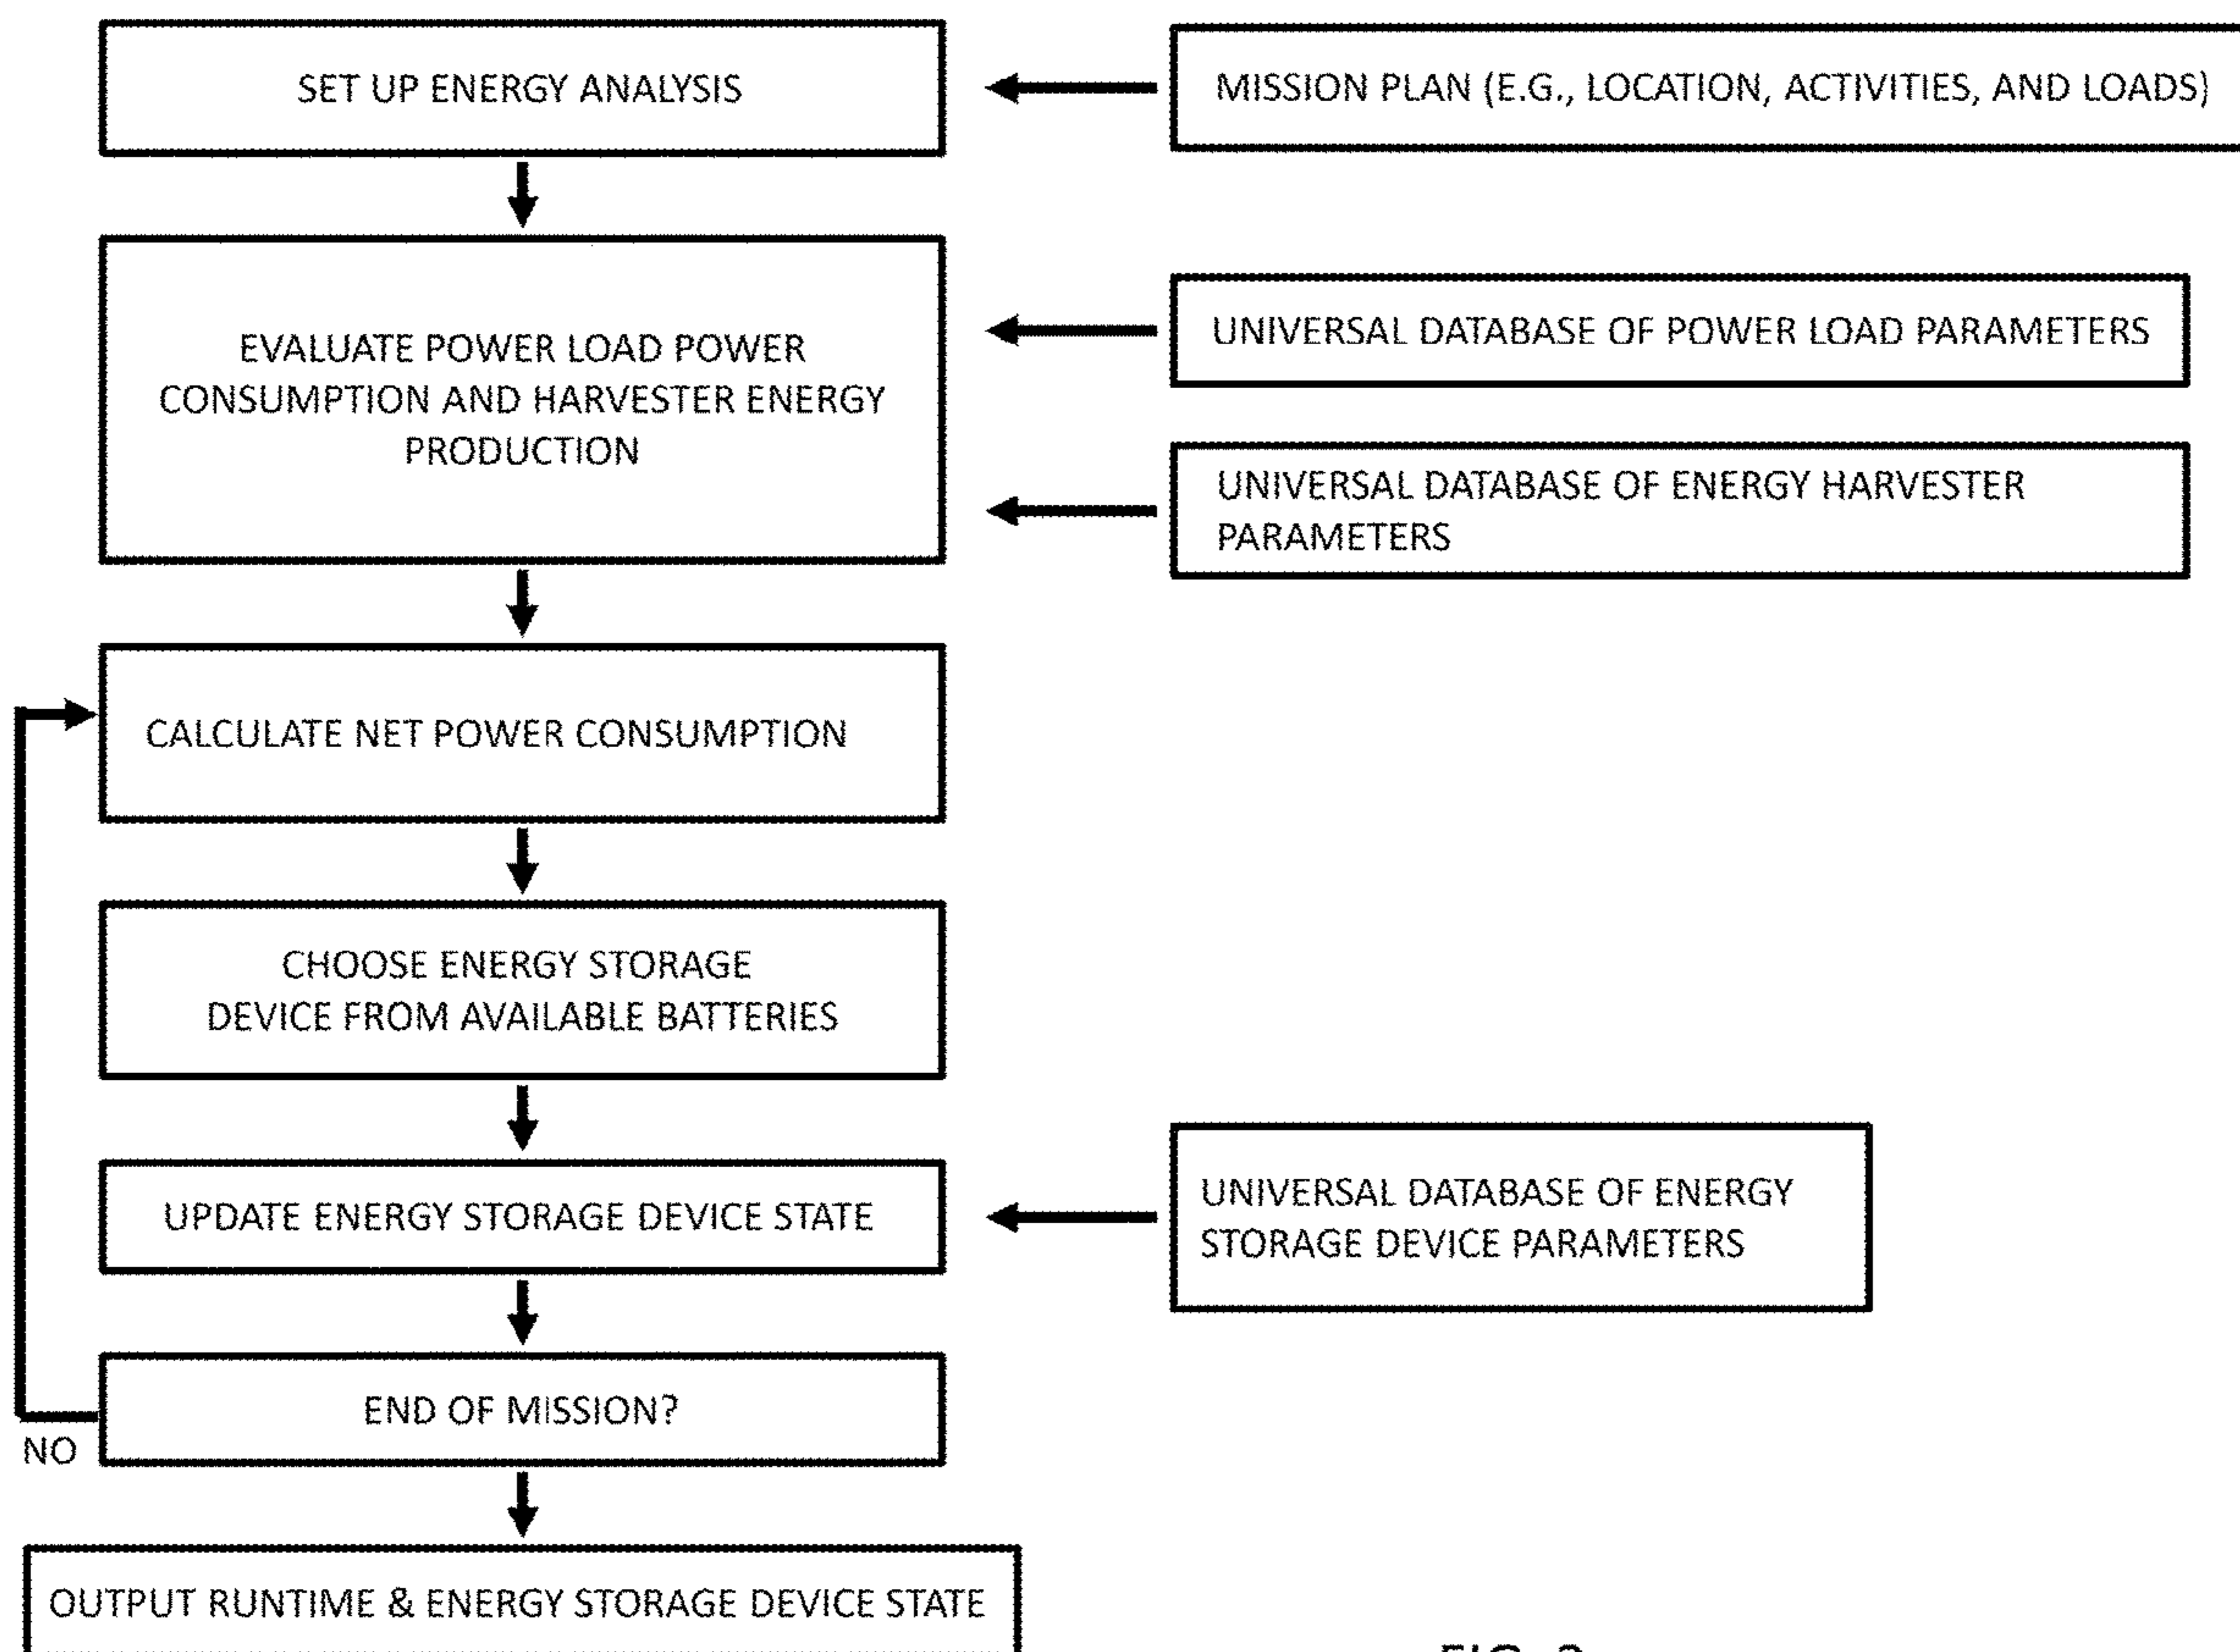 SET UP ENERGY ANALYSIS
MISSION PLAN (E.G., LOCATION, ACTIVITIES, AND LOADS)
EVALUATE POWER LOAD POWER
CONSUMPTION AND HARVESTER ENERGY
PRODUCTION
UNIVERSAL DATABASE OF POWER LOAD PARAMETERS
UNIVERSAL DATABASE OF ENERGY HARVESTER
PARAMETERS
CALCULATE NET POWER CONSUMPTION
CHOOSE ENERGY STORAGE
DEVICE FROM AVAILABLE BATTERIES
UPDATE ENERGY STORAGE DEVICE STATE
UNIVERSAL DATABASE OF ENERGY
STORAGE DEVICE PARAMETERS
END OF MISSION?
NO
OUTPUT RUNTIME & ENERGY STORAGE DEVICE STATE